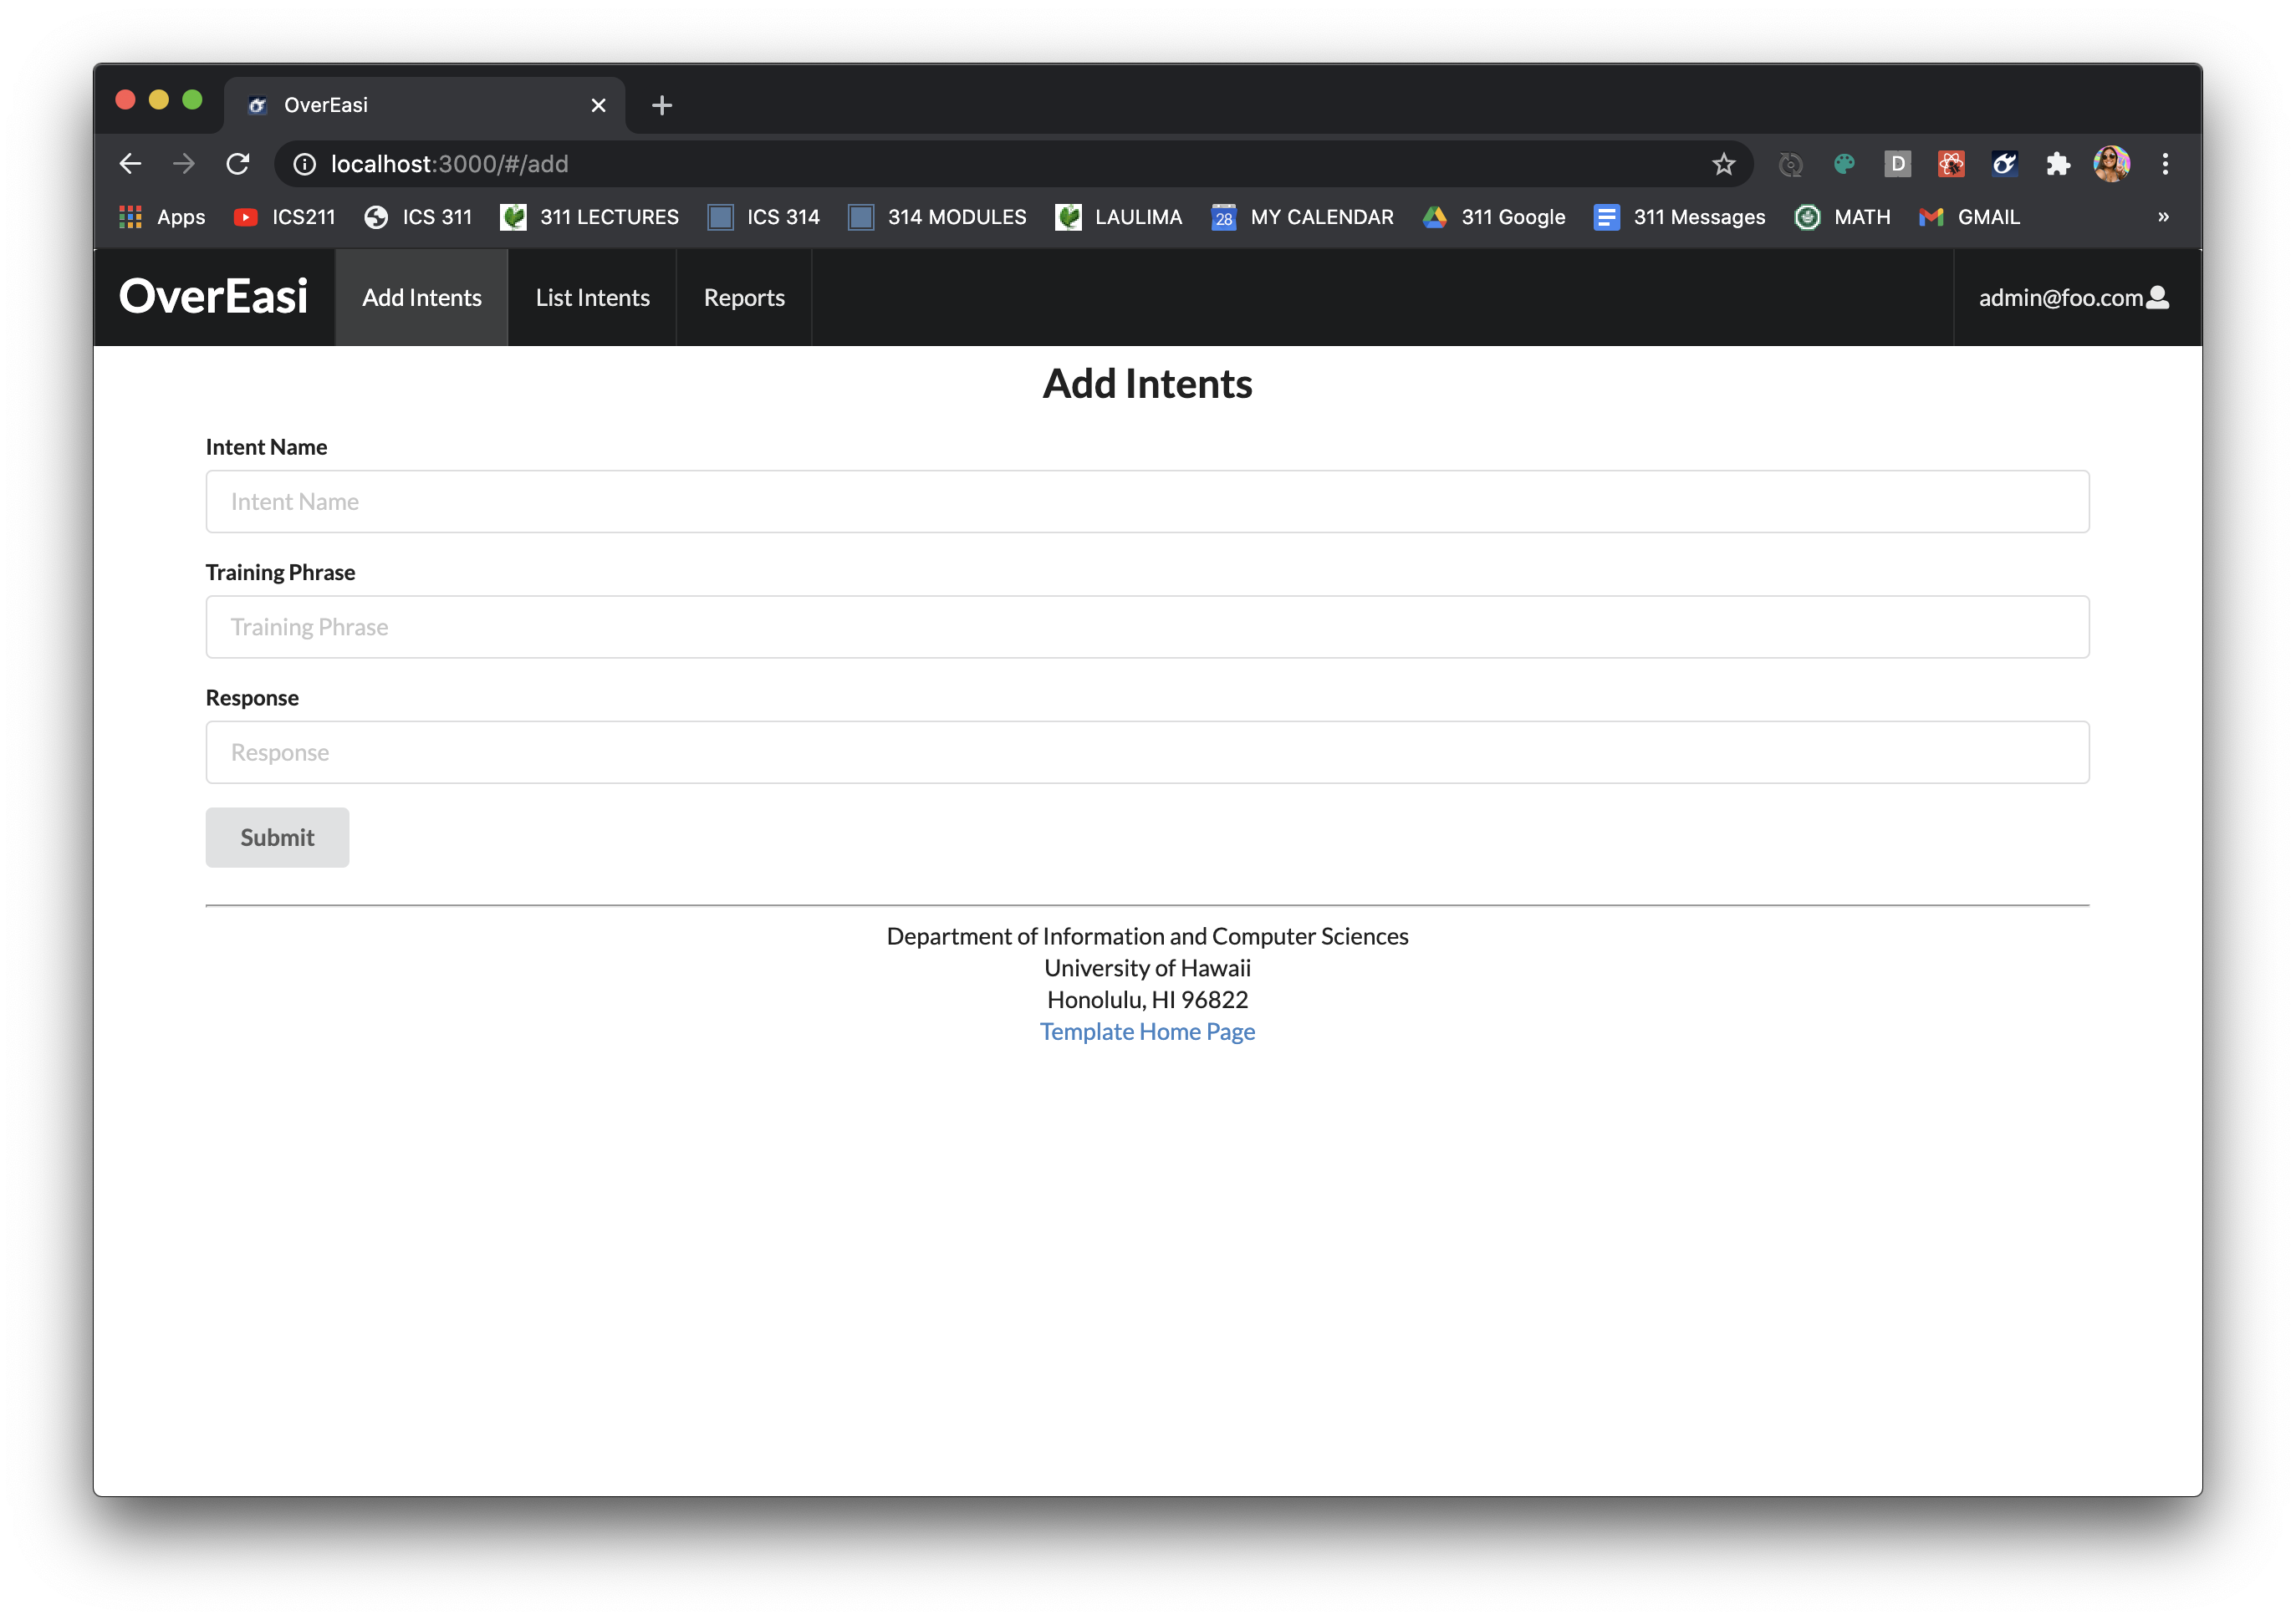 OverEasi
localhost:3000/#/add
D
Apps ICS211 ICS 311 311 LECTURES ICS 314 314 MODULES LAULIMA 28 MY CALENDAR 311 Google 311 Messages MATH GMAIL »
OverEasi Add Intents List Intents Reports admin@foo.com
Add Intents
Intent Name
Intent Name
Training Phrase
Training Phrase
Response
Response
Submit
Department of Information and Computer Sciences
University of Hawaii
Honolulu, HI 96822
Template Home Page